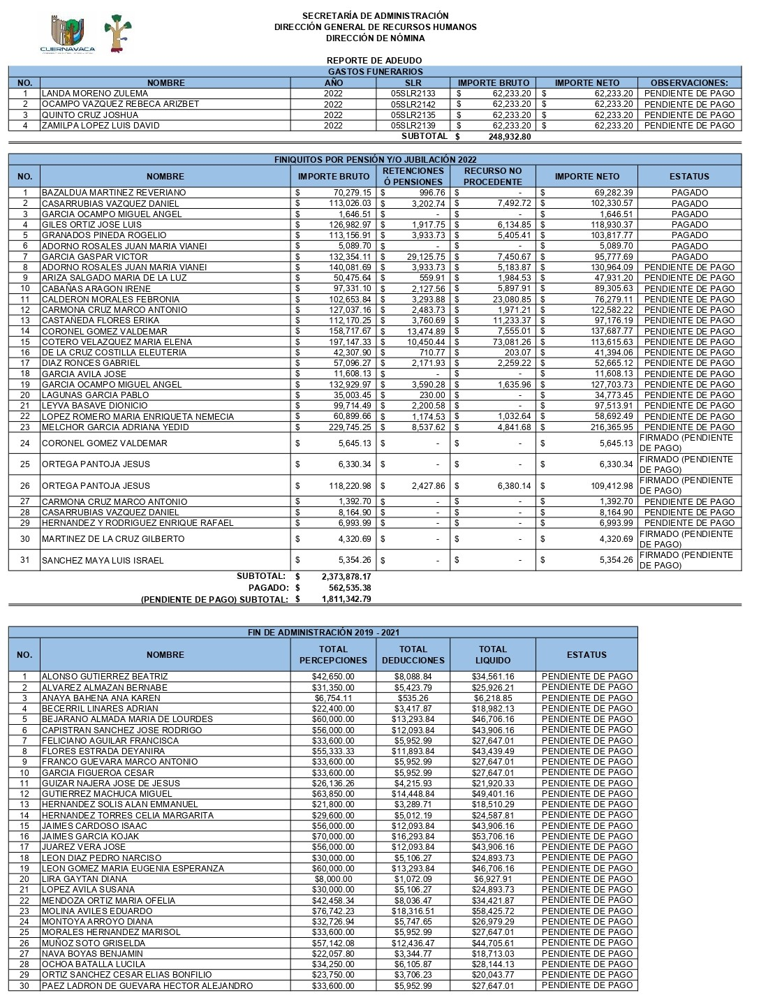 SECRETARÍA DE ADMINISTRACIÓN
DIRECCIÓN GENERAL DE RECURSOS HUMANOS
DIRECCIÓN DE NÓMINA
CUERNAVACA
REPORTE DE ADEUDO
GASTOS FUNERARIOS
NO. NOMBRE AÑO SLR IMPORTE BRUTO IMPORTE NETO OBSERVACIONES:
1 LANDA MORENO ZULEMA 2022 05SLR2133 $ 62,233.20 $ 62,233.20 PENDIENTE DE PAGO
2 OCAMPO VAZQUEZ REBECA ARIZBET 2022 05SLR2142 $ 62,233.20 $ 62,233.20 PENDIENTE DE PAGO
3 QUINTO CRUZ JOSHUA 2022 05SLR2135 $ 62,233.20 $ 62,233.20 PENDIENTE DE PAGO
4 ZAMILPA LOPEZ LUIS DAVID 2022 05SLR2139 $ 62,233.20 $ 62,233.20 PENDIENTE DE PAGO
SUBTOTAL $ 248,932.80
FINIQUITOS POR PENSIÓN Y/O JUBILACIÓN 2022
NO. NOMBRE IMPORTE BRUTO RETENCIONES Ó PENSIONES RECURSO NO PROCEDENTE IMPORTE NETO ESTATUS
1 BAZALDUA MARTINEZ REVERIANO $ 70,279.15 $ 996.76 $ - $ 69,282.39 PAGADO
2 CASARRUBIAS VAZQUEZ DANIEL $ 113,026.03 $ 3,202.74 $ 7,492.72 $ 102,330.57 PAGADO
3 GARCIA OCAMPO MIGUEL ANGEL $ 1,646.51 $ - $ - $ 1,646.51 PAGADO
4 GILES ORTIZ JOSE LUIS $ 126,982.97 $ 1,917.75 $ 6,134.85 $ 118,930.37 PAGADO
5 GRANADOS PINEDA ROGELIO $ 113,156.91 $ 3,933.73 $ 5,405.41 $ 103,817.77 PAGADO
6 ADORNO ROSALES JUAN MARIA VIANEI $ 5,089.70 $ - $ - $ 5,089.70 PAGADO
7 GARCIA GASPAR VICTOR $ 132,354.11 $ 29,125.75 $ 7,450.67 $ 95,777.69 PAGADO
8 ADORNO ROSALES JUAN MARIA VIANEI $ 140,081.69 $ 3,933.73 $ 5,183.87 $ 130,964.09 PENDIENTE DE PAGO
9 ARIZA SALGADO MARIA DE LA LUZ $ 50,475.64 $ 559.91 $ 1,984.53 $ 47,931.20 PENDIENTE DE PAGO
10 CABAÑAS ARAGON IRENE $ 97,331.10 $ 2,127.56 $ 5,897.91 $ 89,305.63 PENDIENTE DE PAGO
11 CALDERON MORALES FEBRONIA $ 102,653.84 $ 3,293.88 $ 23,080.85 $ 76,279.11 PENDIENTE DE PAGO
12 CARMONA CRUZ MARCO ANTONIO $ 127,037.16 $ 2,483.73 $ 1,971.21 $ 122,582.22 PENDIENTE DE PAGO
13 CASTAÑEDA FLORES ERIKA $ 112,170.25 $ 3,760.69 $ 11,233.37 $ 97,176.19 PENDIENTE DE PAGO
14 CORONEL GOMEZ VALDEMAR $ 158,717.67 $ 13,474.89 $ 7,555.01 $ 137,687.77 PENDIENTE DE PAGO
15 COTERO VELAZQUEZ MARIA ELENA $ 197,147.33 $ 10,450.44 $ 73,081.26 $ 113,615.63 PENDIENTE DE PAGO
16 DE LA CRUZ COSTILLA ELEUTERIA $ 42,307.90 $ 710.77 $ 203.07 $ 41,394.06 PENDIENTE DE PAGO
17 DIAZ RONCES GABRIEL $ 57,096.27 $ 2,171.93 $ 2,259.22 $ 52,665.12 PENDIENTE DE PAGO
18 GARCIA AVILA JOSE $ 11,608.13 $ - $ - $ 11,608.13 PENDIENTE DE PAGO
19 GARCIA OCAMPO MIGUEL ANGEL $ 132,929.97 $ 3,590.28 $ 1,635.96 $ 127,703.73 PENDIENTE DE PAGO
20 LAGUNAS GARCIA PABLO $ 35,003.45 $ 230.00 $ - $ 34,773.45 PENDIENTE DE PAGO
21 LEYVA BASAVE DIONICIO $ 99,714.49 $ 2,200.58 $ - $ 97,513.91 PENDIENTE DE PAGO
22 LOPEZ ROMERO MARIA ENRIQUETA NEMECIA $ 60,899.66 $ 1,174.53 $ 1,032.64 $ 58,692.49 PENDIENTE DE PAGO
23 MELCHOR GARCIA ADRIANA YEDID $ 229,745.25 $ 8,537.62 $ 4,841.68 $ 216,365.95 PENDIENTE DE PAGO
24 CORONEL GOMEZ VALDEMAR $ 5,645.13 $ - $ - $ 5,645.13 FIRMADO (PENDIENTE DE PAGO)
25 ORTEGA PANTOJA JESUS $ 6,330.34 $ - $ - $ 6,330.34 FIRMADO (PENDIENTE DE PAGO)
26 ORTEGA PANTOJA JESUS $ 118,220.98 $ 2,427.86 $ 6,380.14 $ 109,412.98 FIRMADO (PENDIENTE DE PAGO)
27 CARMONA CRUZ MARCO ANTONIO $ 1,392.70 $ - $ - $ 1,392.70 PENDIENTE DE PAGO
28 CASARRUBIAS VAZQUEZ DANIEL $ 8,164.90 $ - $ - $ 8,164.90 PENDIENTE DE PAGO
29 HERNANDEZ Y RODRIGUEZ ENRIQUE RAFAEL $ 6,993.99 $ - $ - $ 6,993.99 PENDIENTE DE PAGO
30 MARTINEZ DE LA CRUZ GILBERTO $ 4,320.69 $ - $ - $ 4,320.69 FIRMADO (PENDIENTE DE PAGO)
31 SANCHEZ MAYA LUIS ISRAEL $ 5,354.26 $ - $ - $ 5,354.26 FIRMADO (PENDIENTE DE PAGO)
SUBTOTAL: $ 2,373,878.17
PAGADO: $ 562,535.38
(PENDIENTE DE PAGO) SUBTOTAL: $ 1,811,342.79
FIN DE ADMINISTRACIÓN 2019 - 2021
NO. NOMBRE TOTAL PERCEPCIONES TOTAL DEDUCCIONES TOTAL LIQUIDO ESTATUS
1 ALONSO GUTIERREZ BEATRIZ $42,650.00 $8,088.84 $34,561.16 PENDIENTE DE PAGO
2 ALVAREZ ALMAZAN BERNABE $31,350.00 $5,423.79 $25,926.21 PENDIENTE DE PAGO
3 ANAYA BAHENA ANA KAREN $6,754.11 $535.26 $6,218.85 PENDIENTE DE PAGO
4 BECERRIL LINARES ADRIAN $22,400.00 $3,417.87 $18,982.13 PENDIENTE DE PAGO
5 BEJARANO ALMADA MARIA DE LOURDES $60,000.00 $13,293.84 $46,706.16 PENDIENTE DE PAGO
6 CAPISTRAN SANCHEZ JOSE RODRIGO $56,000.00 $12,093.84 $43,906.16 PENDIENTE DE PAGO
7 FELICIANO AGUILAR FRANCISCA $33,600.00 $5,952.99 $27,647.01 PENDIENTE DE PAGO
8 FLORES ESTRADA DEYANIRA $55,333.33 $11,893.84 $43,439.49 PENDIENTE DE PAGO
9 FRANCO GUEVARA MARCO ANTONIO $33,600.00 $5,952.99 $27,647.01 PENDIENTE DE PAGO
10 GARCIA FIGUEROA CESAR $33,600.00 $5,952.99 $27,647.01 PENDIENTE DE PAGO
11 GUIZAR NAJERA JOSE DE JESUS $26,136.26 $4,215.93 $21,920.33 PENDIENTE DE PAGO
12 GUTIERREZ MACHUCA MIGUEL $63,850.00 $14,448.84 $49,401.16 PENDIENTE DE PAGO
13 HERNANDEZ SOLIS ALAN EMMANUEL $21,800.00 $3,289.71 $18,510.29 PENDIENTE DE PAGO
14 HERNANDEZ TORRES CELIA MARGARITA $29,600.00 $5,012.19 $24,587.81 PENDIENTE DE PAGO
15 JAIMES CARDOSO ISAAC $56,000.00 $12,093.84 $43,906.16 PENDIENTE DE PAGO
16 JAIMES GARCIA KOJAK $70,000.00 $16,293.84 $53,706.16 PENDIENTE DE PAGO
17 JUAREZ VERA JOSE $56,000.00 $12,093.84 $43,906.16 PENDIENTE DE PAGO
18 LEON DIAZ PEDRO NARCISO $30,000.00 $5,106.27 $24,893.73 PENDIENTE DE PAGO
19 LEON GOMEZ MARIA EUGENIA ESPERANZA $60,000.00 $13,293.84 $46,706.16 PENDIENTE DE PAGO
20 LIRA GAYTAN DIANA $8,000.00 $1,072.09 $6,927.91 PENDIENTE DE PAGO
21 LOPEZ AVILA SUSANA $30,000.00 $5,106.27 $24,893.73 PENDIENTE DE PAGO
22 MENDOZA ORTIZ MARIA OFELIA $42,458.34 $8,036.47 $34,421.87 PENDIENTE DE PAGO
23 MOLINA AVILES EDUARDO $76,742.23 $18,316.51 $58,425.72 PENDIENTE DE PAGO
24 MONTOYA ARROYO DIANA $32,726.94 $5,747.65 $26,979.29 PENDIENTE DE PAGO
25 MORALES HERNANDEZ MARISOL $33,600.00 $5,952.99 $27,647.01 PENDIENTE DE PAGO
26 MUÑOZ SOTO GRISELDA $57,142.08 $12,436.47 $44,705.61 PENDIENTE DE PAGO
27 NAVA BOYAS BENJAMIN $22,057.80 $3,344.77 $18,713.03 PENDIENTE DE PAGO
28 OCHOA BATALLA LUCILA $34,250.00 $6,105.87 $28,144.13 PENDIENTE DE PAGO
29 ORTIZ SANCHEZ CESAR ELIAS BONFILIO $23,750.00 $3,706.23 $20,043.77 PENDIENTE DE PAGO
30 PAEZ LADRON DE GUEVARA HECTOR ALEJANDRO $33,600.00 $5,952.99 $27,647.01 PENDIENTE DE PAGO